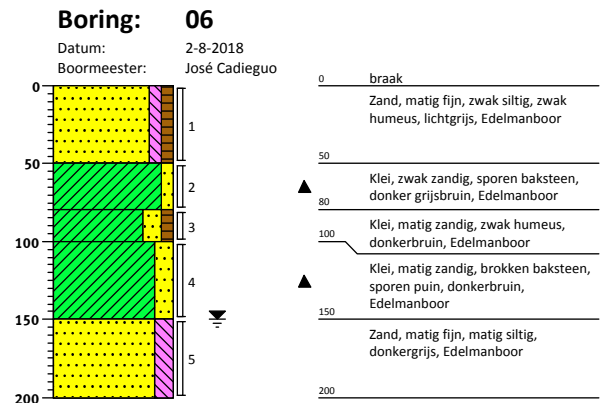 Boring: 06
Datum: 2-8-2018
Boormeester: José Cadieguo
0
50
100
150
200
1
2
3
4
5
0 braak
Zand, matig fijn, zwak siltig, zwak
humeus, lichtgrijs, Edelmanboor
50
Klei, zwak zandig, sporen baksteen,
donker grijsbruin, Edelmanboor
80
Klei, matig zandig, zwak humeus,
donkerbruin, Edelmanboor
100
Klei, matig zandig, brokken baksteen,
sporen puin, donkerbruin,
Edelmanboor
150
Zand, matig fijn, matig siltig,
donkergrijs, Edelmanboor
200